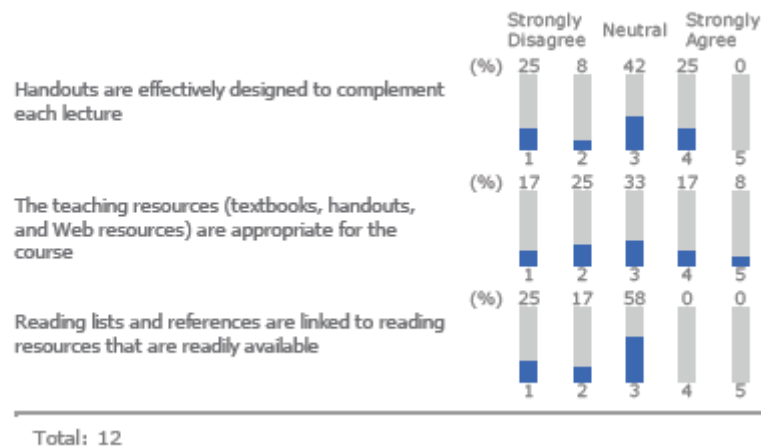 Strongly Disagree Neutral Strongly Agree
(%) 25 8 42 25 0
Handouts are effectively designed to complement
each lecture
1 2 3 4 5
(%) 17 25 33 17 8
The teaching resources (textbooks, handouts,
and Web resources) are appropriate for the
course
1 2 3 4 5
(%) 25 17 58 0 0
Reading lists and references are linked to reading
resources that are readily available
1 2 3 4 5
Total: 12